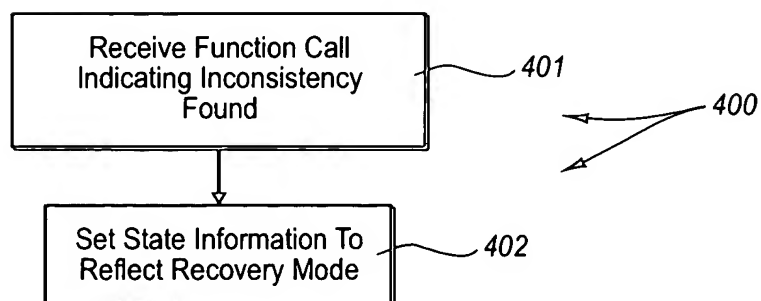 Receive Function Call
Indicating Inconsistency
Found
401
400
Set State Information To
Reflect Recovery Mode
402